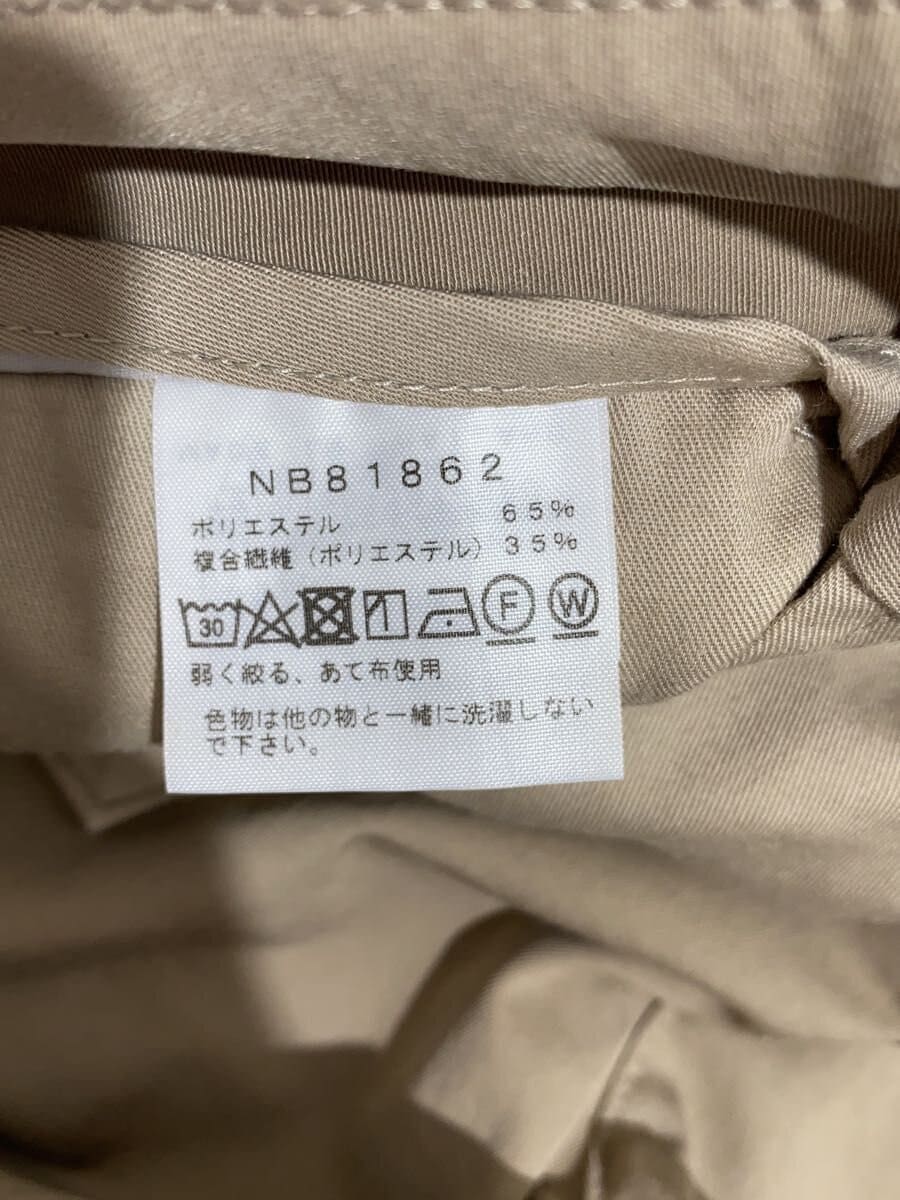 NB81862
ポリエステル 65%
複合繊維（ポリエステル）35%
30 F W
弱く絞る、あて布使用
色物は他の物と一緒に洗濯しない
で下さい。